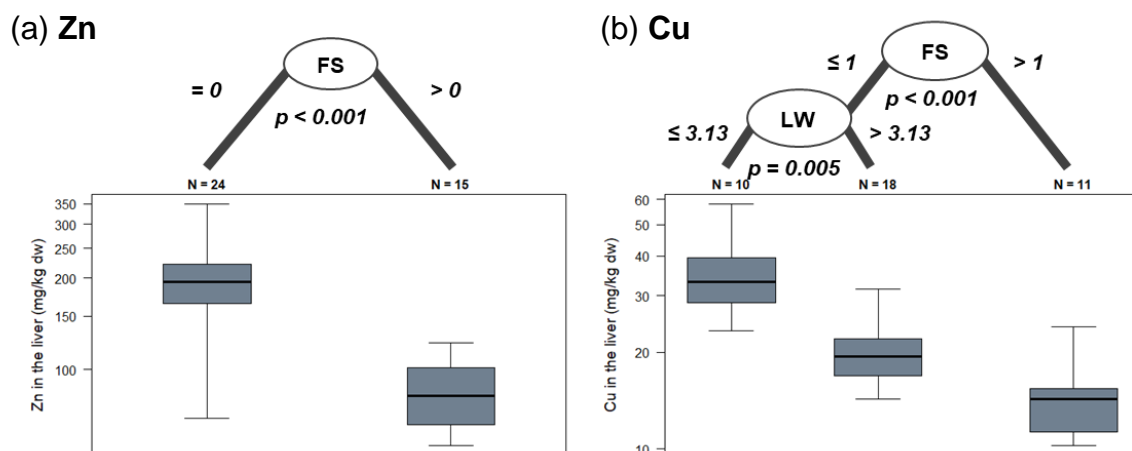 (a) Zn
FS
= 0
> 0
p < 0.001
N = 24
N = 15
Zn in the liver (mg/kg dw)
350
300
250
200
150
100
(b) Cu
FS
≤ 1
> 1
p < 0.001
LW
≤ 3.13
> 3.13
p = 0.005
N = 10
N = 18
N = 11
Cu in the liver (mg/kg dw)
60
50
40
30
20
10